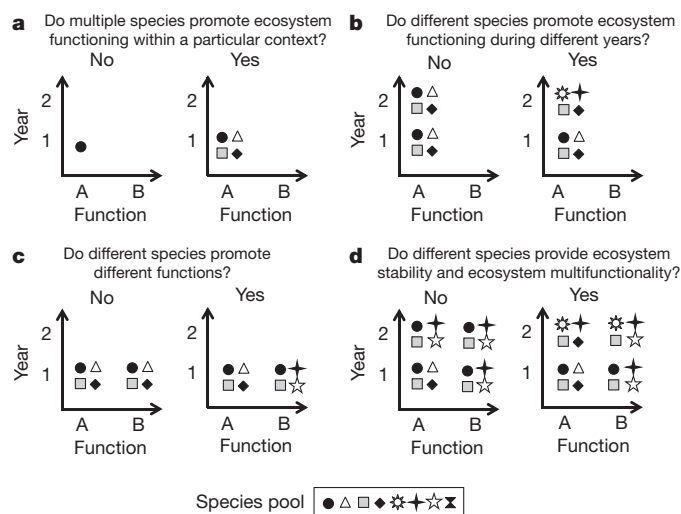 a Do multiple species promote ecosystem
functioning within a particular context?
No Yes
2 2
1 1
Year
A B A B
Function Function
b Do different species promote ecosystem
functioning during different years?
No Yes
2 2
1 1
Year
A B A B
Function Function
c Do different species promote
different functions?
No Yes
2 2
1 1
Year
A B A B
Function Function
d Do different species provide ecosystem
stability and ecosystem multifunctionality?
No Yes
2 2
1 1
Year
A B A B
Function Function
Species pool